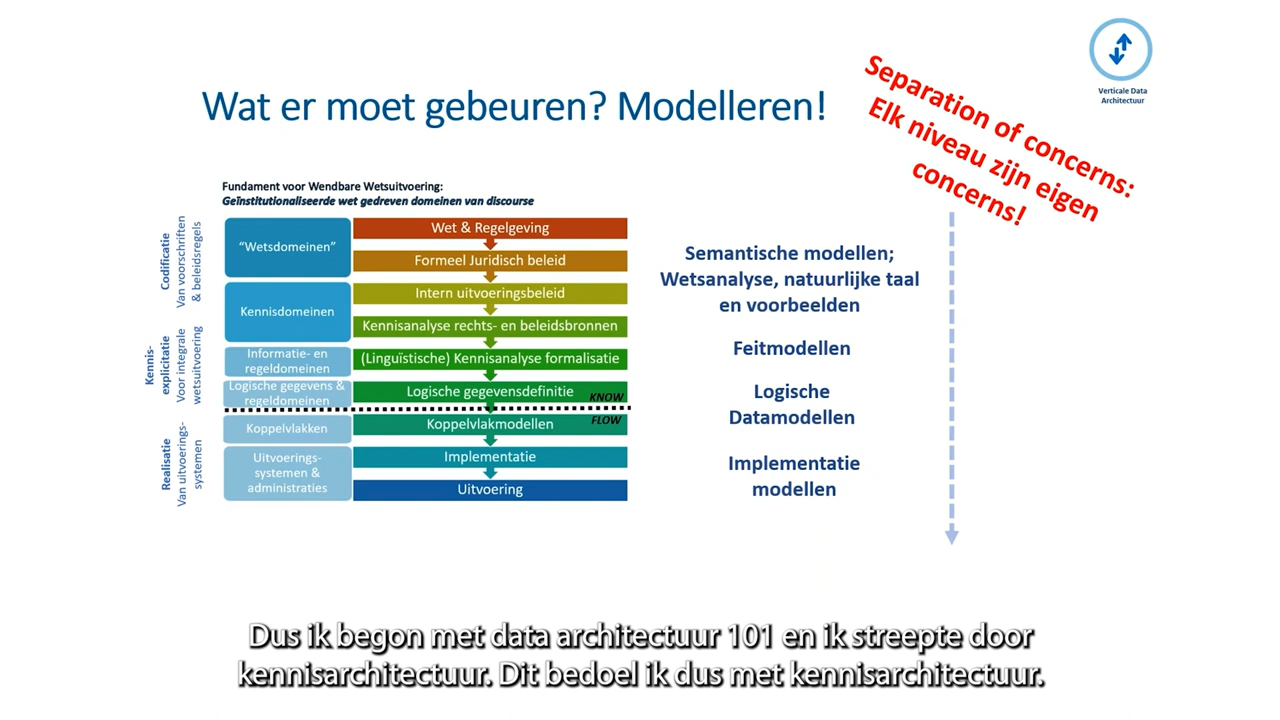 Verticale Data
Architectuur
Wat er moet gebeuren? Modelleren!
Separation of concerns:
Elk niveau zijn eigen
concerns!
Fundament voor Wendbare Wetsuitvoering:
Geïnstitutionaliseerde wet gedreven domeinen van discourse
Codificatie
Van voorschriften
& beleidsregels
Kennis-
explicitatie
Voor integrale
wetsuitvoering
Realisatie
Van uitvoerings-
systemen
“Wetsdomeinen”
Kennisdomeinen
Informatie- en
regeldomeinen
Logische gegevens &
regeldomeinen
Koppelvlakken
Uitvoerings-
systemen &
administraties
Wet & Regelgeving
Formeel Juridisch beleid
Intern uitvoeringsbeleid
Kennisanalyse rechts- en beleidsbronnen
(Linguïstische) Kennisanalyse formalisatie
Logische gegevensdefinitie
KNOW
FLOW
Koppelvlakmodellen
Implementatie
Uitvoering
Semantische modellen;
Wetsanalyse, natuurlijke taal
en voorbeelden
Feitmodellen
Logische
Datamodellen
Implementatie
modellen
Dus ik begon met data architectuur 101 en ik streepte door
kennisarchitectuur. Dit bedoel ik dus met kennisarchitectuur.